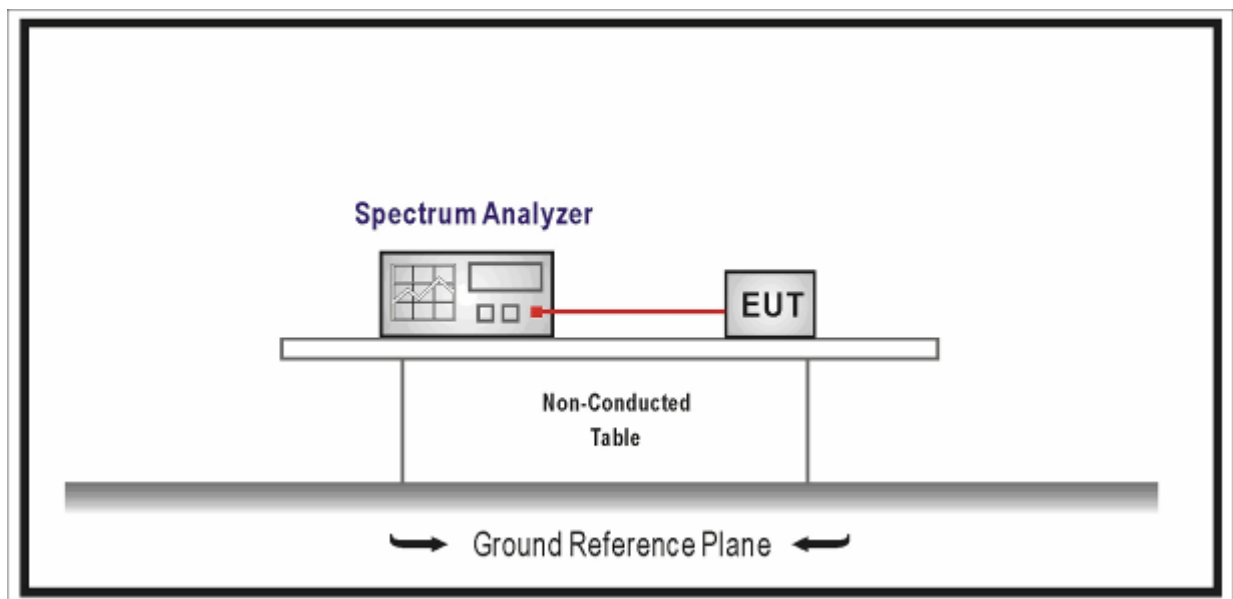 Spectrum Analyzer
EUT
Non-Conducted
Table
Ground Reference Plane